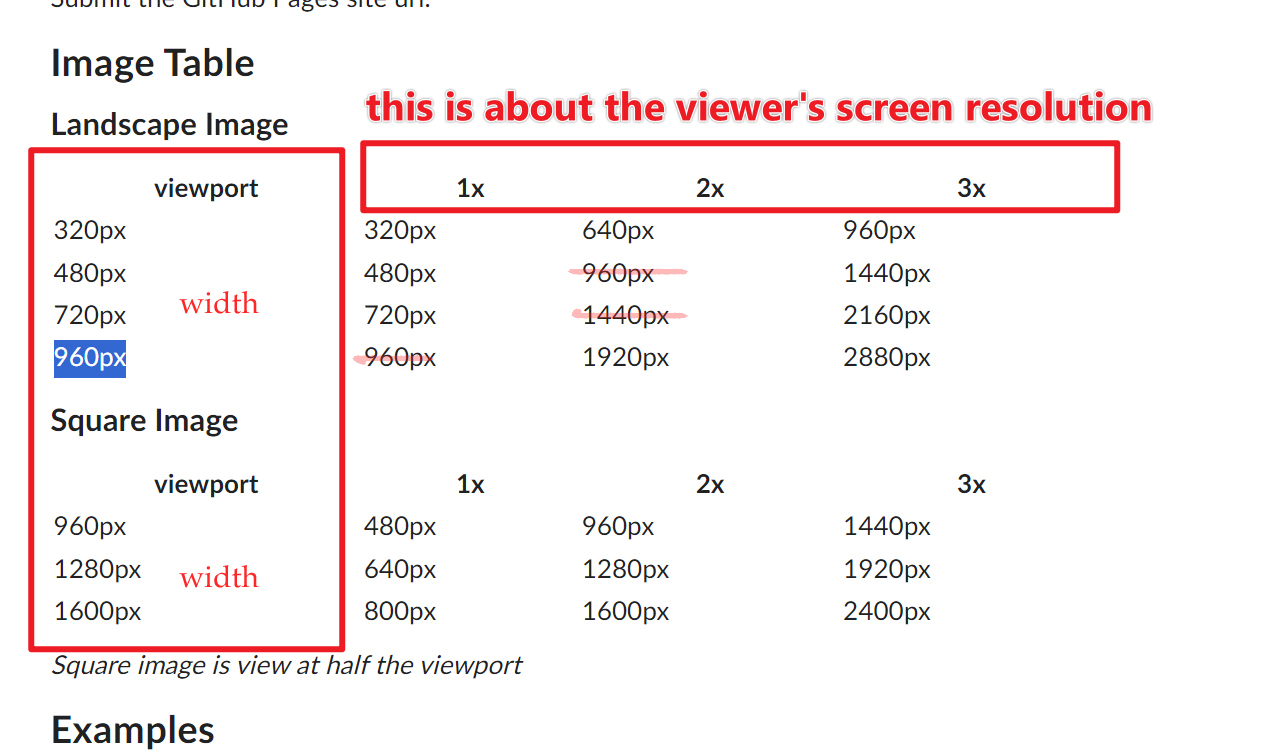 Submit the GitHub Pages site url.
Image Table
this is about the viewer's screen resolution
Landscape Image
viewport 1x 2x 3x
320px 320px 640px 960px
480px 480px 960px 1440px
width
720px 720px 1440px 2160px
960px 960px 1920px 2880px
Square Image
viewport 1x 2x 3x
960px 480px 960px 1440px
1280px width 640px 1280px 1920px
1600px 800px 1600px 2400px
Square image is view at half the viewport
Examples